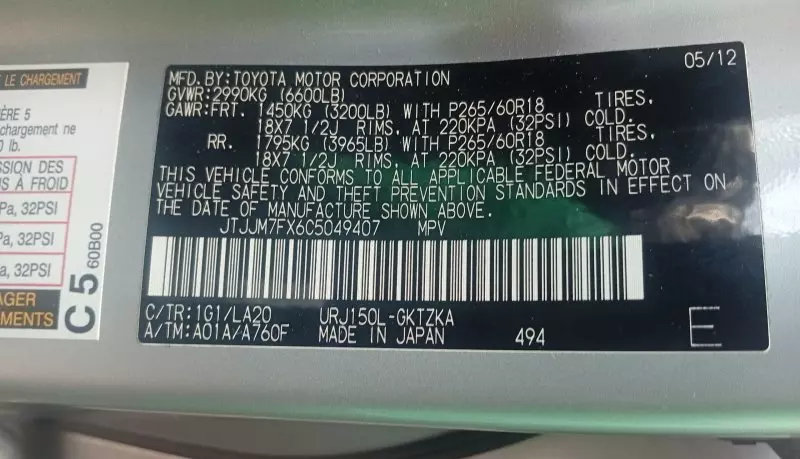 LE CHARGEMENT
ÈRE 5
chargement ne
0 lb.
SSION DES
S À FROID
Pa, 32PSI
Pa, 32PSI
a, 32PSI
AGER
EMENTS
C 5 60B00
05/12
MFD.BY:TOYOTA MOTOR CORPORATION
GVWR:2990KG (6600LB)
GAWR:FRT. 1450KG (3200LB) WITH P265/60R18 TIRES,
18X7 1/2J RIMS, AT 220KPA (32PSI) COLD.
RR. 1795KG (3965LB) WITH P265/60R18 TIRES,
18X7 1/2J RIMS, AT 220KPA (32PSI) COLD.
THIS VEHICLE CONFORMS TO ALL APPLICABLE FEDERAL MOTOR
VEHICLE SAFETY AND THEFT PREVENTION STANDARDS IN EFFECT ON
THE DATE OF MANUFACTURE SHOWN ABOVE.
JTJJM7FX6C5049407 MPV
C/TR:1G1/LA20 URJ150L-GKTZKA
A/TM:A01A/A760F MADE IN JAPAN 494
E